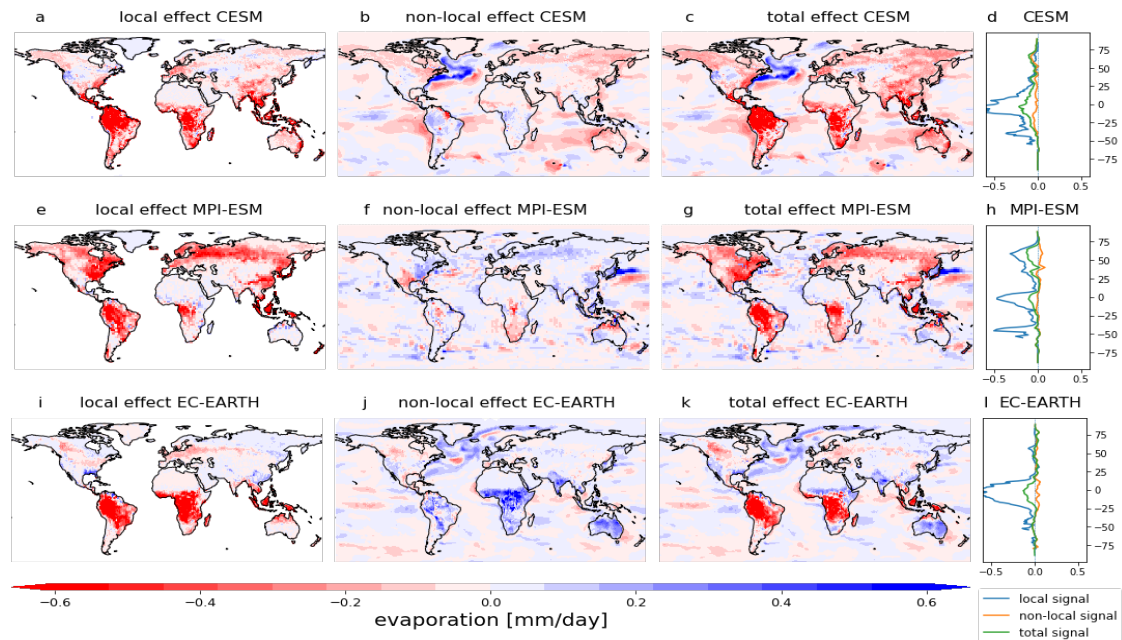 a local effect CESM
b non-local effect CESM
c total effect CESM
d CESM
75
50
25
0
−25
−50
−75
−0.5 0.0 0.5
e local effect MPI-ESM
f non-local effect MPI-ESM
g total effect MPI-ESM
h MPI-ESM
75
50
25
0
−25
−50
−75
−0.5 0.0 0.5
i local effect EC-EARTH
j non-local effect EC-EARTH
k total effect EC-EARTH
l EC-EARTH
75
50
25
0
−25
−50
−75
−0.5 0.0 0.5
−0.6 −0.4 −0.2 0.0 0.2 0.4 0.6
evaporation [mm/day]
local signal
non-local signal
total signal